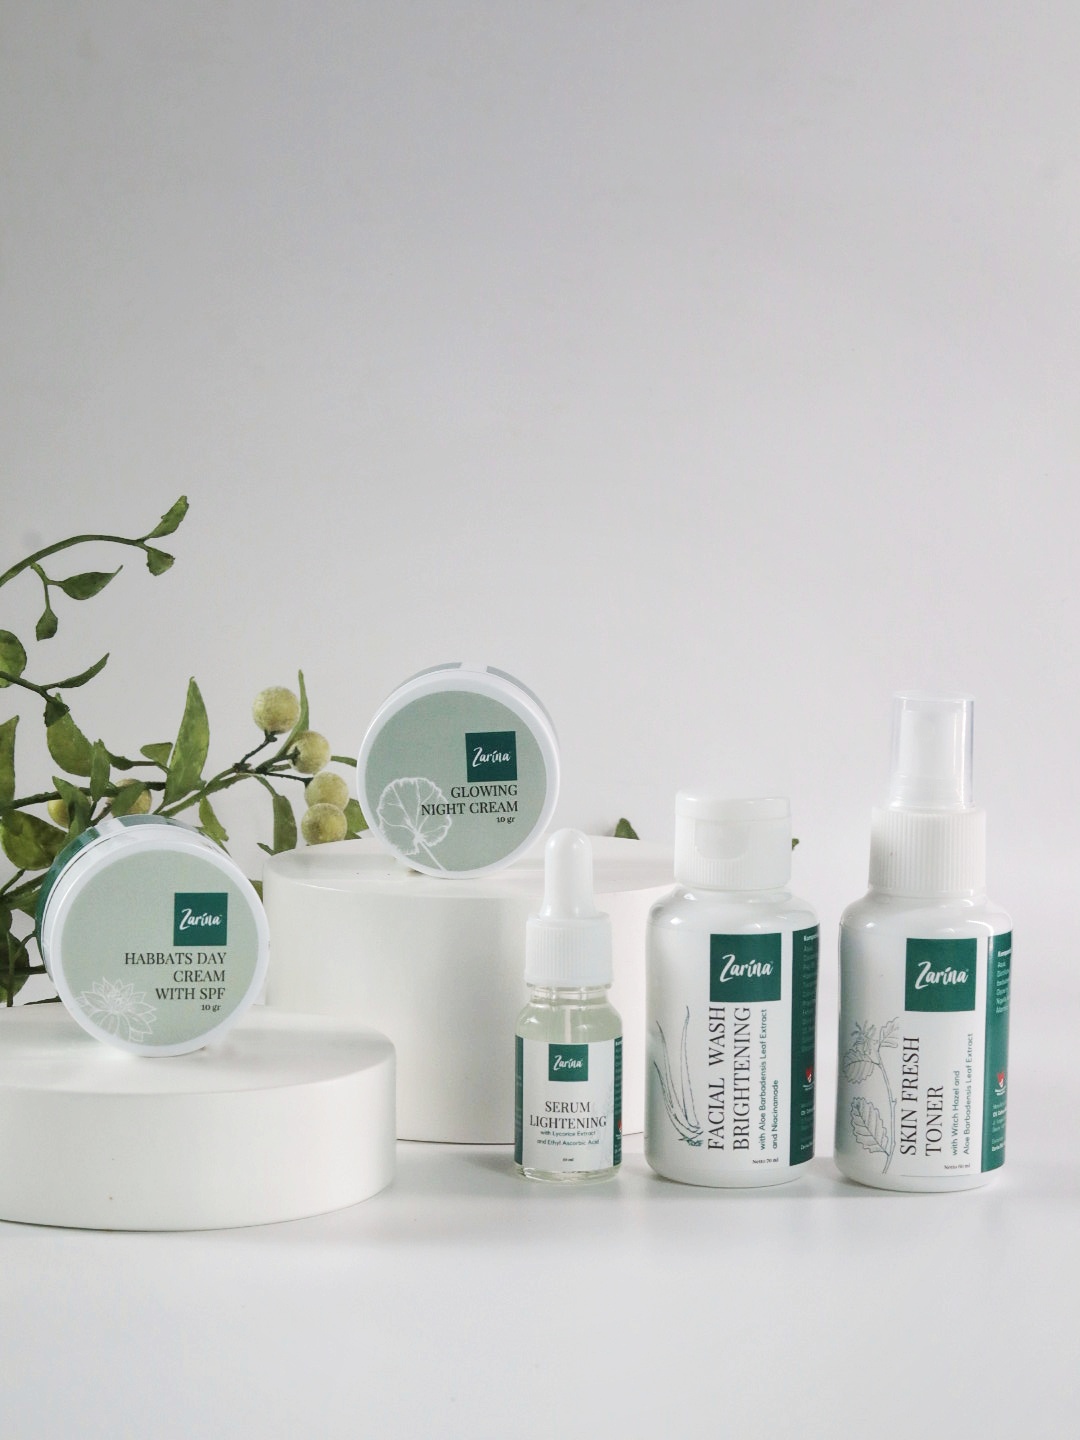 Zarina
GLOWING
NIGHT CREAM
10 gr
Zarina
HABBATS DAY
CREAM
WITH SPF
10 gr
Zarina
SERUM
LIGHTENING
with Lycorice Extract
and Ethyl Ascorbic Acid
Zarina
FACIAL WASH
BRIGHTENING
with Aloe Barbadensis Leaf Extract
and Niacinamade
Zarina
SKIN FRESH
TONER
with Witch Hazel and
Aloe Barbadensis Leaf Extract